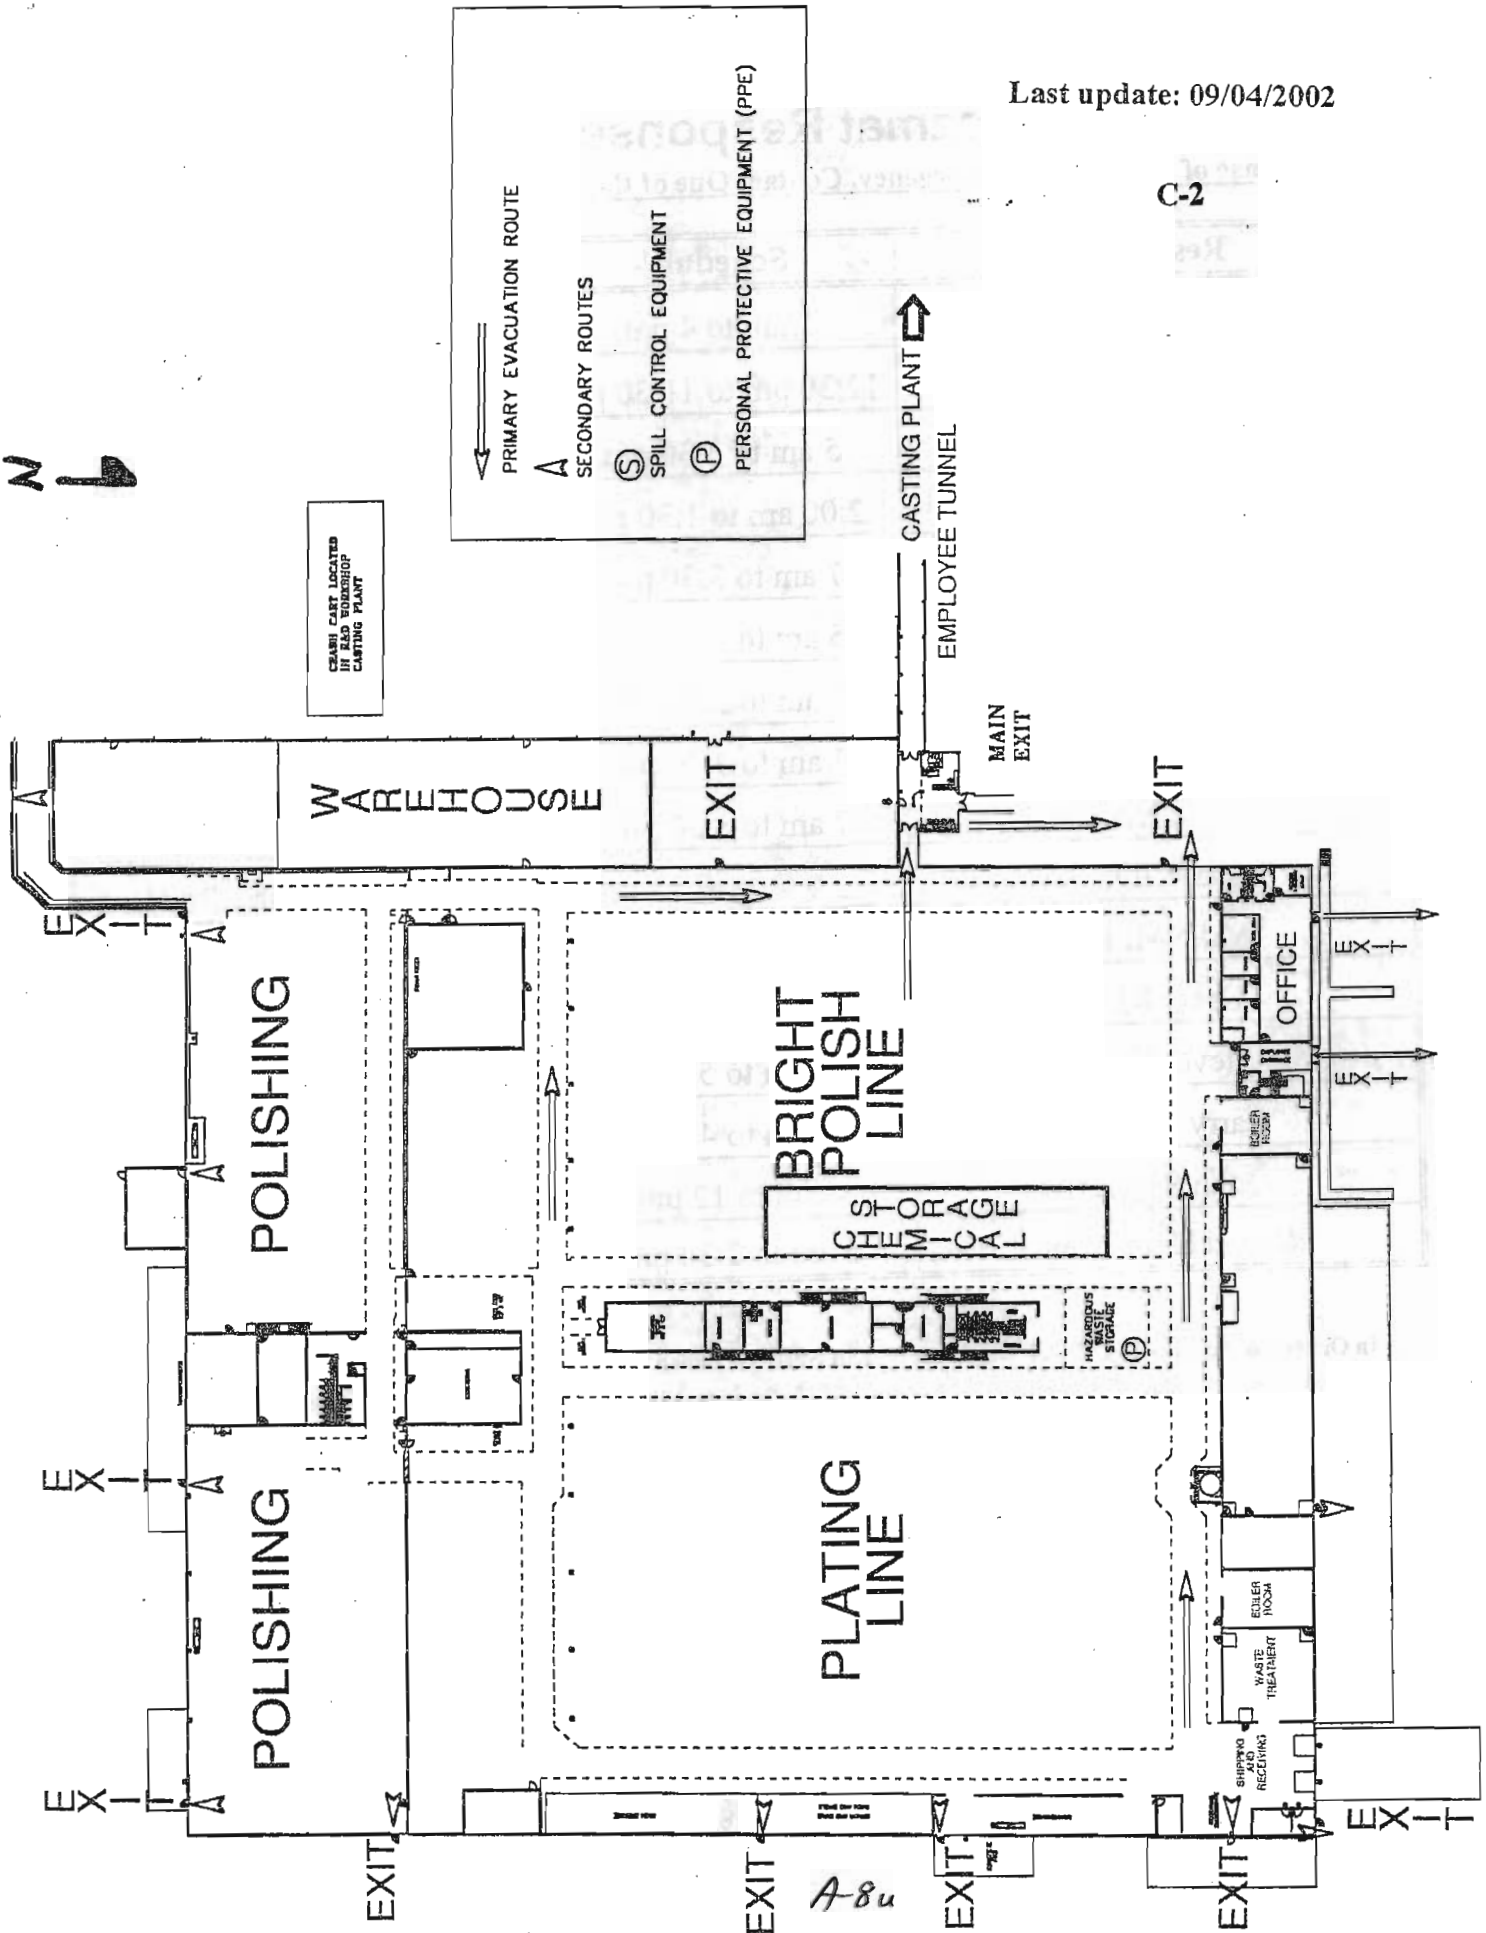 Last update: 09/04/2002
C-2
N
PRIMARY EVACUATION ROUTE
SECONDARY ROUTES
S
SPILL CONTROL EQUIPMENT
P
PERSONAL PROTECTIVE EQUIPMENT (PPE)
CRASH CART LOCATED
IN R&D WORKSHOP
CASTING PLANT
CASTING PLANT
EMPLOYEE TUNNEL
MAIN
EXIT
WAREHOUSE
EXIT
EXIT
EXIT
POLISHING
BRIGHT
POLISH
LINE
OFFICE
EXIT
EXIT
CHEMICAL
STORAGE
BOILER
ROOM
HAZARDOUS
WASTE
STORAGE
P
EXIT
POLISHING
PLATING
LINE
BOILER
ROOM
WASTE
TREATMENT
SHIPPING
AND
RECEIVING
EXIT
EXIT
EXIT
EXIT
EXIT
EXIT
A-8u